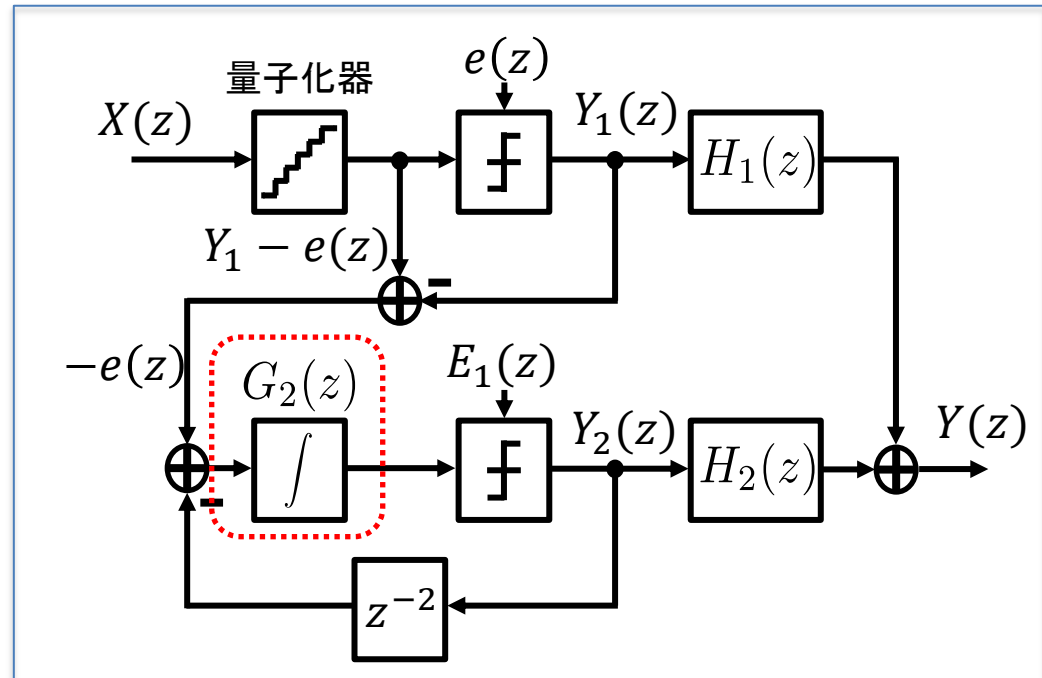 量子化器
e(z)
X(z)
Y₁(z)
H₁(z)
Y₁ − e(z)
-
−e(z)
G₂(z)
E₁(z)
∫
Y₂(z)
H₂(z)
Y(z)
-
z⁻²